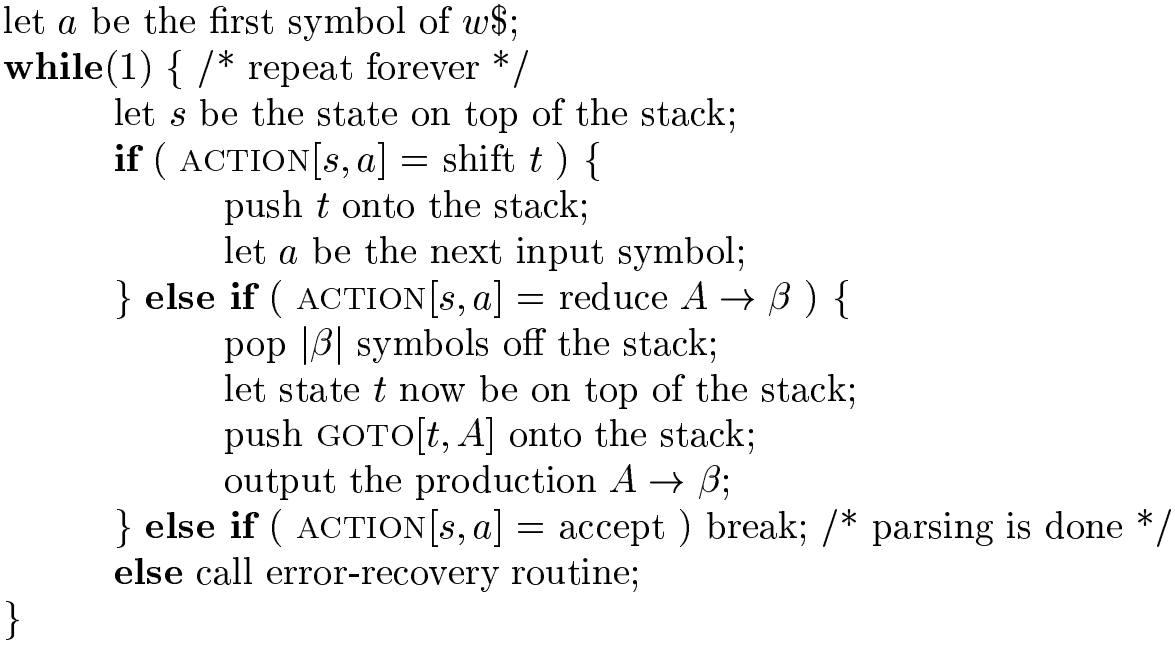 let a be the first symbol of w$;
while(1) { /* repeat forever */
let s be the state on top of the stack;
if ( ACTION[s, a] = shift t ) {
push t onto the stack;
let a be the next input symbol;
} else if ( ACTION[s, a] = reduce A → β ) {
pop |β| symbols off the stack;
let state t now be on top of the stack;
push GOTO[t, A] onto the stack;
output the production A → β;
} else if ( ACTION[s, a] = accept ) break; /* parsing is done */
else call error-recovery routine;
}